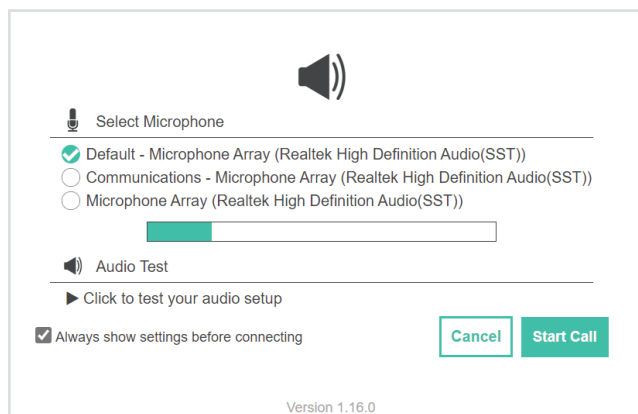 Select Microphone
Default - Microphone Array (Realtek High Definition Audio(SST))
Communications - Microphone Array (Realtek High Definition Audio(SST))
Microphone Array (Realtek High Definition Audio(SST))
Audio Test
Click to test your audio setup
Always show settings before connecting
Cancel
Start Call
Version 1.16.0